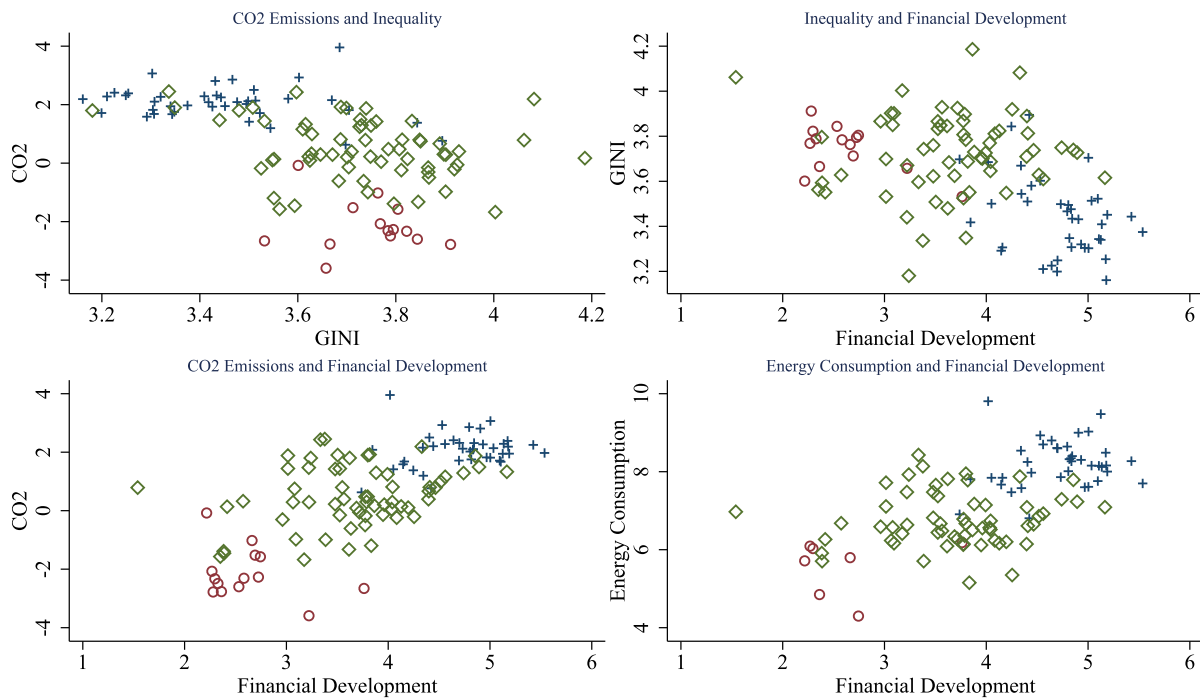 CO2 Emissions and Inequality
CO2
4
2
0
-2
-4
3.2 3.4 3.6 3.8 4 4.2
GINI
Inequality and Financial Development
GINI
4.2
4
3.8
3.6
3.4
3.2
1 2 3 4 5 6
Financial Development
CO2 Emissions and Financial Development
CO2
4
2
0
-2
-4
1 2 3 4 5 6
Financial Development
Energy Consumption and Financial Development
Energy Consumption
10
8
6
4
1 2 3 4 5 6
Financial Development